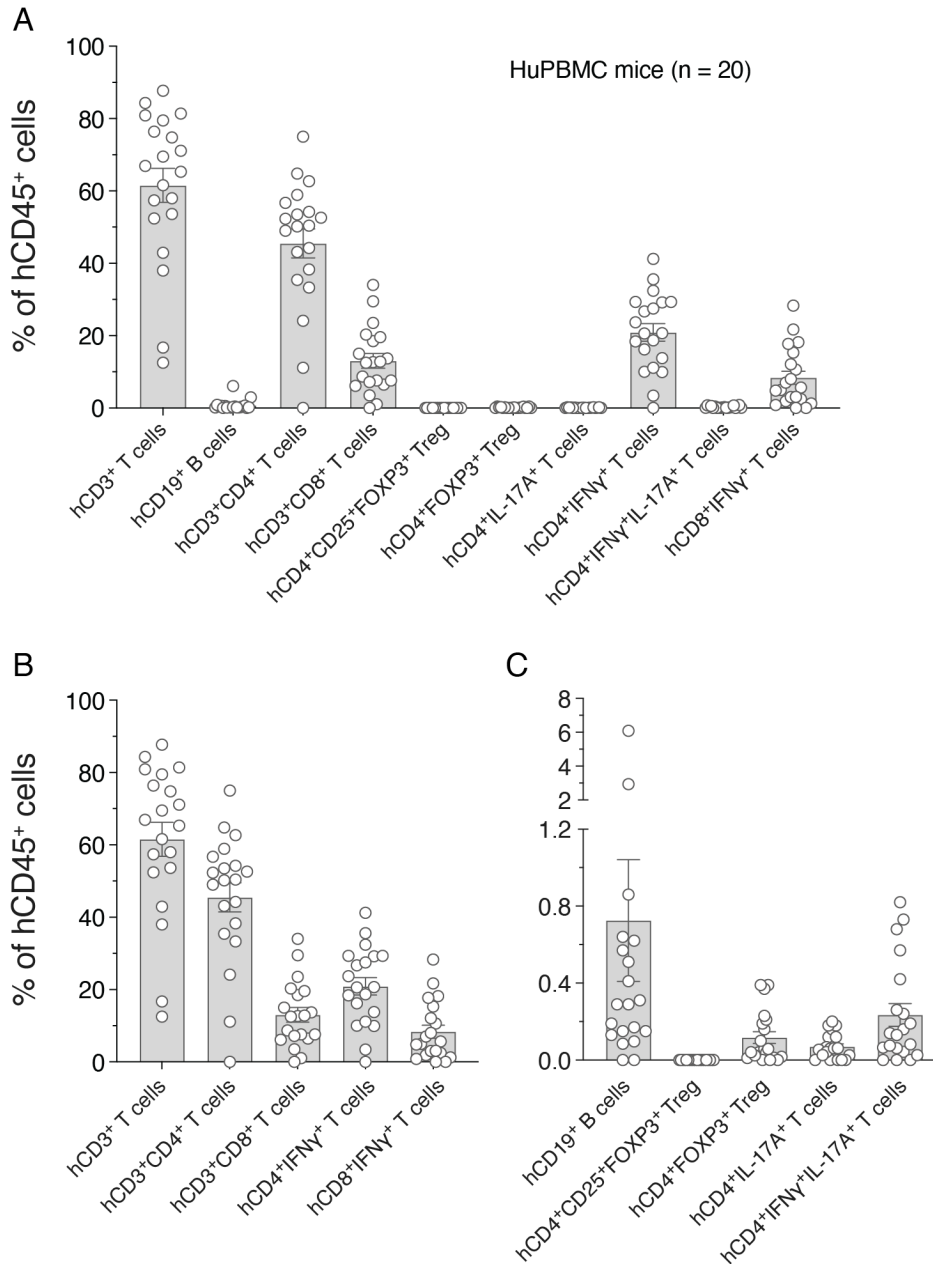 A
HuPBMC mice (n = 20)
% of hCD45⁺ cells
100
80
60
40
20
0
hCD3⁺ T cells
hCD19⁺ B cells
hCD3⁺CD4⁺ T cells
hCD3⁺CD8⁺ T cells
hCD4⁺CD25⁺FOXP3⁺ Treg
hCD4⁺FOXP3⁺ Treg
hCD4⁺IL-17A⁺ T cells
hCD4⁺IFNγ⁺ T cells
hCD4⁺IFNγ⁺IL-17A⁺ T cells
hCD8⁺IFNγ⁺ T cells
B
% of hCD45⁺ cells
100
80
60
40
20
0
hCD3⁺ T cells
hCD3⁺CD4⁺ T cells
hCD3⁺CD8⁺ T cells
hCD4⁺IFNγ⁺ T cells
hCD8⁺IFNγ⁺ T cells
C
8
6
4
2
1.2
0.8
0.4
0.0
hCD19⁺ B cells
hCD4⁺CD25⁺FOXP3⁺ Treg
hCD4⁺FOXP3⁺ Treg
hCD4⁺IL-17A⁺ T cells
hCD4⁺IFNγ⁺IL-17A⁺ T cells